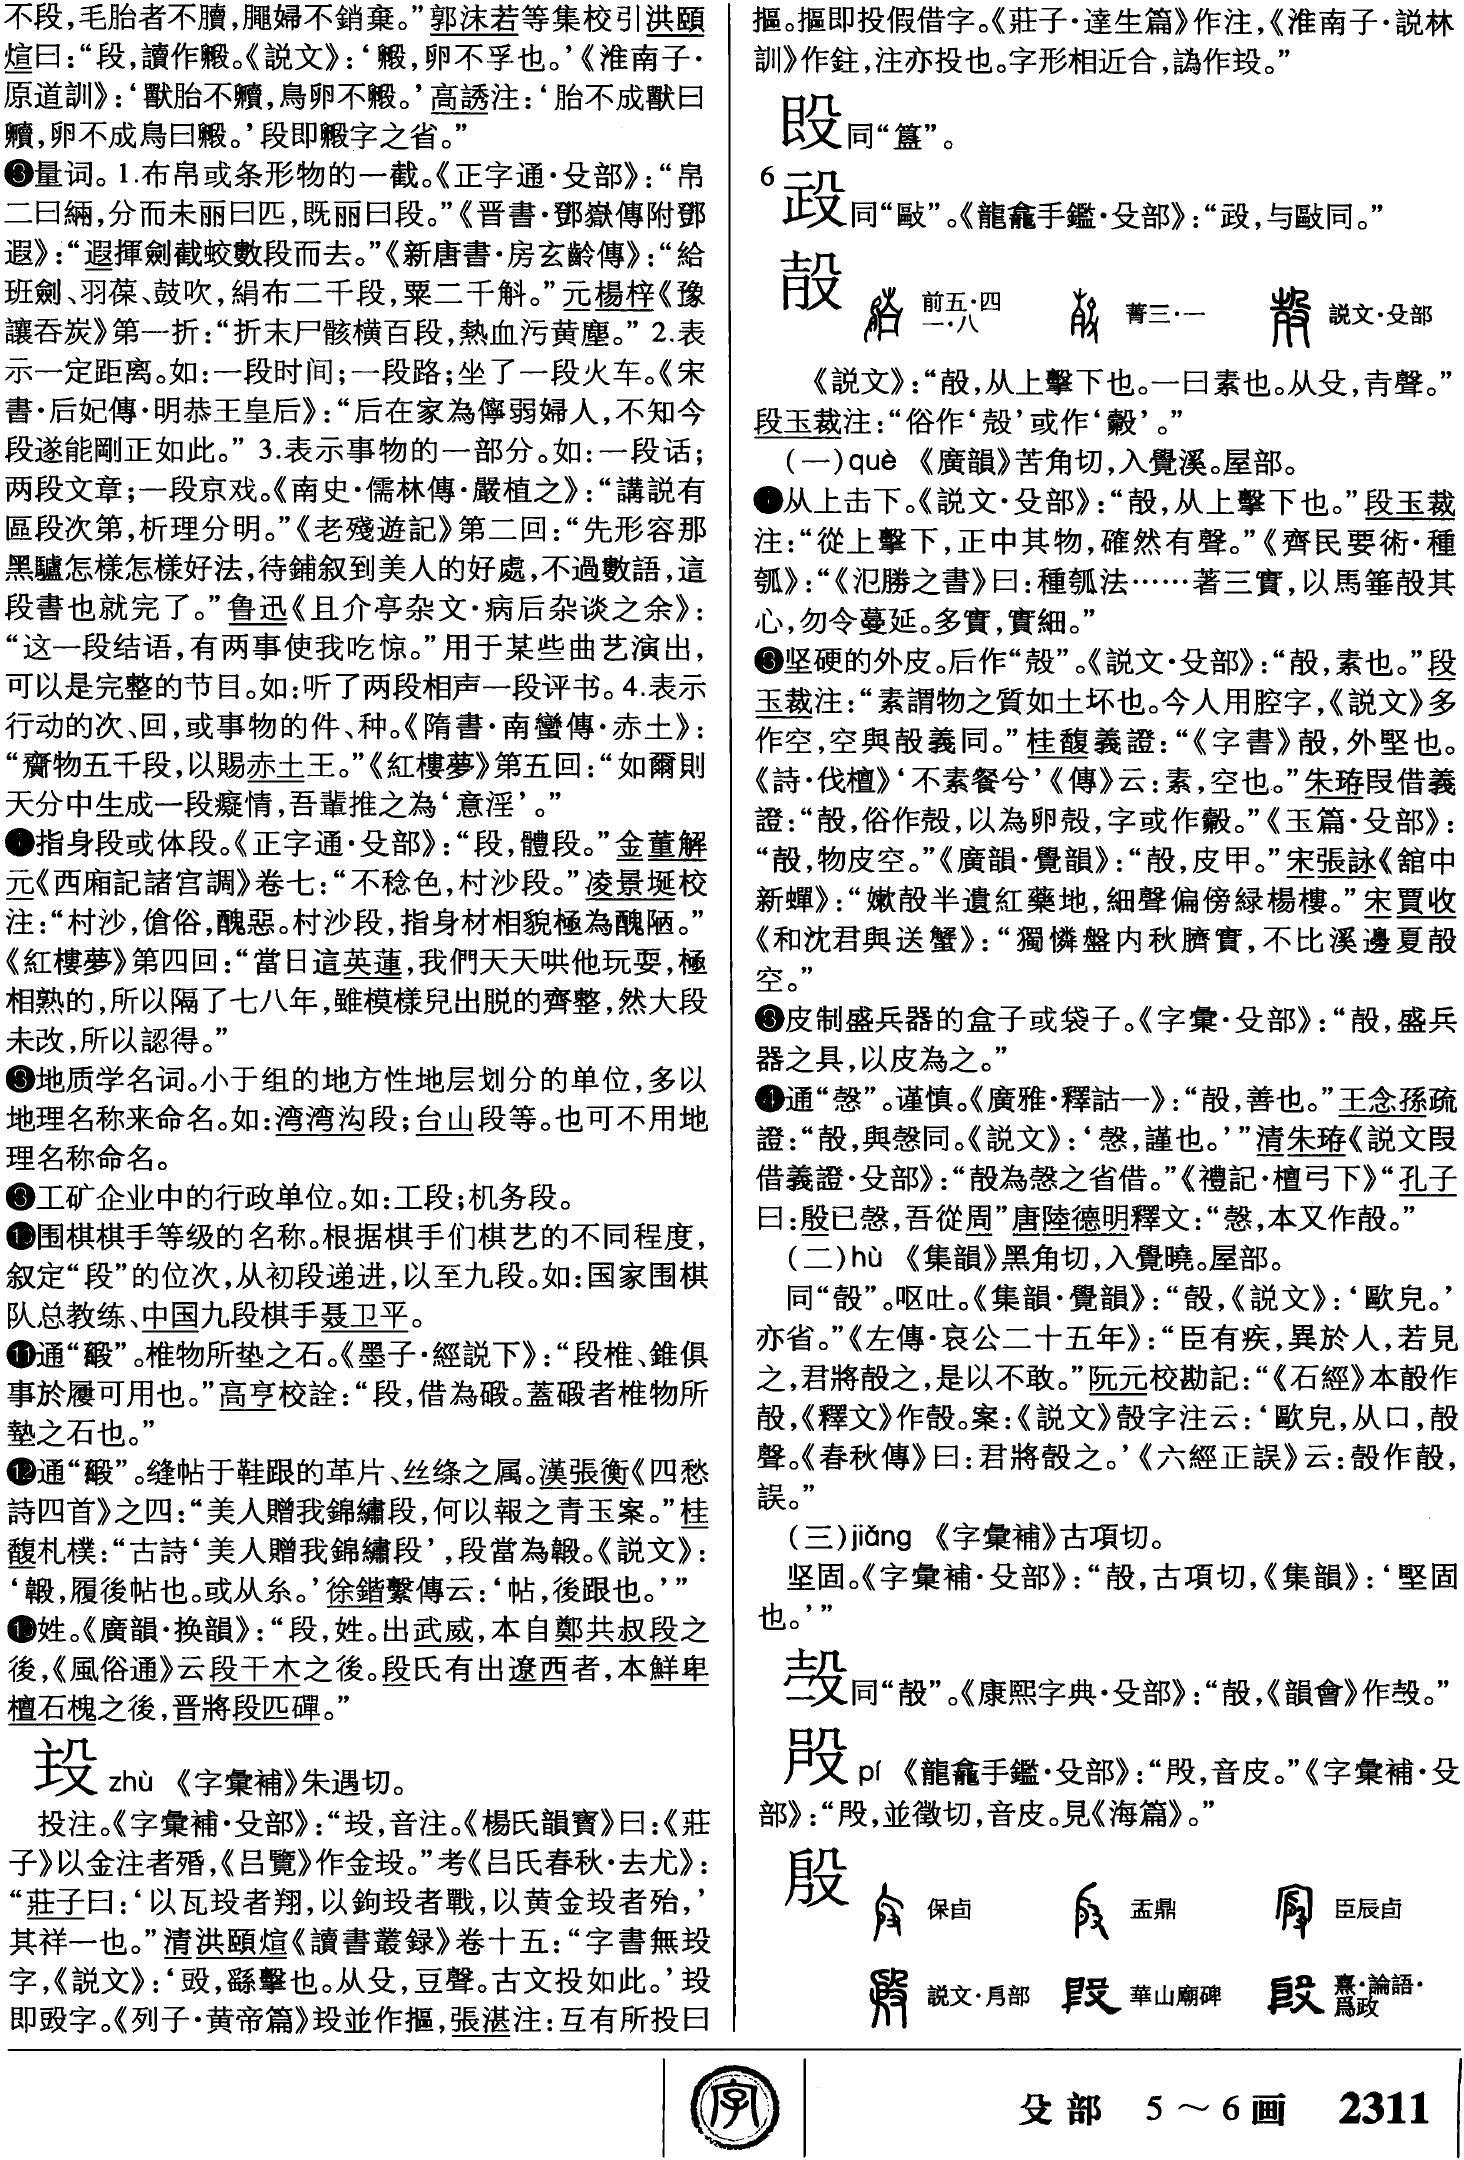 不段，毛胎者不䐁，䐩婦不銷棄。”郭沫若等集校引洪頤
煊曰：“段，讀作毈。《説文》：‘毈，卵不孚也。’《淮南子·
原道訓》：‘獸胎不䐁，鳥卵不毈。’高誘注：‘胎不成獸曰
䐁，卵不成鳥曰毈。’段即毈字之省。”
量词。1.布帛或条形物的一截。《正字通·殳部》：“帛
二曰緉，分而未丽曰匹，既丽曰段。”《晋書·鄧嶽傳附鄧
遐》：“遐揮劍截蛟數段而去。”《新唐書·房玄齡傳》：“給
班劍、羽葆、鼓吹，絹布二千段，粟二千斛。”元楊梓《豫
讓吞炭》第一折：“折末尸骸横百段，熱血污黄塵。”2.表
示一定距离。如：一段时间；一段路；坐了一段火车。《宋
書·后妃傳·明恭王皇后》：“后在家為儜弱婦人，不知今
段遂能剛正如此。”3.表示事物的一部分。如：一段话；
两段文章；一段京戏。《南史·儒林傳·嚴植之》：“講説有
區段次第，析理分明。”《老殘遊記》第二回：“先形容那
黑驢怎樣怎樣好法，待鋪叙到美人的好處，不過數語，這
段書也就完了。”鲁迅《且介亭杂文·病后杂谈之余》：
“这一段结语，有两事使我吃惊。”用于某些曲艺演出，
可以是完整的节目。如：听了两段相声一段评书。4.表示
行动的次、回，或事物的件、种。《隋書·南蠻傳·赤土》：
“齎物五千段，以賜赤土王。”《紅樓夢》第五回：“如爾則
天分中生成一段癡情，吾輩推之為‘意淫’。”
指身段或体段。《正字通·殳部》：“段，體段。”金董解
元《西廂記諸宫調》卷七：“不稔色，村沙段。”凌景埏校
注：“村沙，傖俗，醜惡。村沙段，指身材相貌極為醜陋。”
《紅樓夢》第四回：“當日這英蓮，我們天天哄他玩耍，極
相熟的，所以隔了七八年，雖模樣兒出脱的齊整，然大段
未改，所以認得。”
地质学名词。小于组的地方性地层划分的单位，多以
地理名称来命名。如：湾湾沟段；台山段等。也可不用地
理名称命名。
工矿企业中的行政单位。如：工段；机务段。
围棋棋手等级的名称。根据棋手们棋艺的不同程度，
叙定“段”的位次，从初段递进，以至九段。如：国家围棋
队总教练、中国九段棋手聂卫平。
⓫通“碫”。椎物所垫之石。《墨子·經説下》：“段椎、錐俱
事於履可用也。”高亨校詮：“段，借為碫。蓋碫者椎物所
墊之石也。”
⓬通“緞”。缝帖于鞋跟的革片、丝绦之属。漢張衡《四愁
詩四首》之四：“美人贈我錦繡段，何以報之青玉案。”桂
馥札樸：“古詩‘美人贈我錦繡段’，段當為鞎。《説文》：
‘鞎，履後帖也。或从糸。’徐鍇繫傳云：‘帖，後跟也。’”
姓。《廣韻·换韻》：“段，姓。出武威，本自鄭共叔段之
後，《風俗通》云段干木之後。段氏有出遼西者，本鮮卑
檀石槐之後，晋將段匹磾。”
㺶 zhù 《字彙補》朱遇切。
投注。《字彙補·殳部》：“㺶，音注。《楊氏韻寳》曰：《莊
子》以金注者殙，《吕覽》作金㺶。”考《吕氏春秋·去尤》：
“莊子曰：‘以瓦㺶者翔，以鉤㺶者戰，以黄金㺶者殆，’
其祥一也。”清洪頤煊《讀書叢録》卷十五：“字書無㺶
字，《説文》：‘毭，繇擊也。从殳，豆聲。古文投如此。’㺶
即毭字。《列子·黄帝篇》㺶並作摳，張湛注：互有所投曰
摳。摳即投假借字。《莊子·達生篇》作注，《淮南子·説林
訓》作鉒，注亦投也。字形相近合，譌作㺶。”
𣪘同“簋”。
6
㱾同“敺”。《龍龕手鑑·殳部》：“㱾，与敺同。”
㱿 前五·四一·八 菁三·一 説文·殳部
《説文》：“㱿，从上擊下也。一曰素也。从殳，青聲。”
段玉裁注：“俗作‘殻’或作‘㲉’。”
（一）què 《廣韻》苦角切，入覺溪。屋部。
从上击下。《説文·殳部》：“㱿，从上擊下也。”段玉裁
注：“從上擊下，正中其物，確然有聲。”《齊民要術·種
瓠》：“《氾勝之書》曰：種瓠法……著三實，以馬箠㱿其
心，勿令蔓延。多實，實細。”
坚硬的外皮。后作“殻”。《説文·殳部》：“㱿，素也。”段
玉裁注：“素謂物之質如土坏也。今人用腔字，《説文》多
作空，空與㱿義同。”桂馥義證：“《字書》㱿，外堅也。
《詩·伐檀》‘不素餐兮’《傳》云：素，空也。”朱珔叚借義
證：“㱿，俗作殻，以為卵殻，字或作㲉。”《玉篇·殳部》：
“㱿，物皮空。”《廣韻·覺韻》：“㱿，皮甲。”宋張詠《舘中
新蟬》：“嫩㱿半遺紅藥地，細聲偏傍緑楊樓。”宋賈收
《和沈君與送蟹》：“獨憐盤内秋臍實，不比溪邊夏㱿
空。”
❸皮制盛兵器的盒子或袋子。《字彙·殳部》：“㱿，盛兵
器之具，以皮為之。”
❹通“愨”。谨慎。《廣雅·釋詁一》：“㱿，善也。”王念孫疏
證：“㱿，與愨同。《説文》：‘愨，謹也。’”清朱珔《説文叚
借義證·殳部》：“㱿為愨之省借。”《禮記·檀弓下》“孔子
曰：殷已愨，吾從周”唐陸德明釋文：“愨，本又作㱿。”
（二）hù 《集韻》黑角切，入覺曉。屋部。
同“嗀”。呕吐。《集韻·覺韻》：“嗀，《説文》：‘歐皃。’
亦省。”《左傳·哀公二十五年》：“臣有疾，異於人，若見
之，君將㱿之，是以不敢。”阮元校勘記：“《石經》本嗀作
㱿，《釋文》作嗀。案：《説文》嗀字注云：‘歐皃，从口，㱿
聲。《春秋傳》曰：君將嗀之。’《六經正誤》云：嗀作㱿，
誤。”
（三）jiǎng 《字彙補》古項切。
坚固。《字彙補·殳部》：“㱿，古項切，《集韻》：‘堅固
也。’”
㲄同“㱿”。《康熙字典·殳部》：“㱿，《韻會》作㲄。”
pí 《龍龕手鑑·殳部》：“，音皮。”《字彙補·殳
部》：“，並徵切，音皮。見《海篇》。”
殷 保卣 盂鼎 臣辰卣
説文·㐆部 華山廟碑 熹·論語·爲政
字
殳部 5～6画 2311